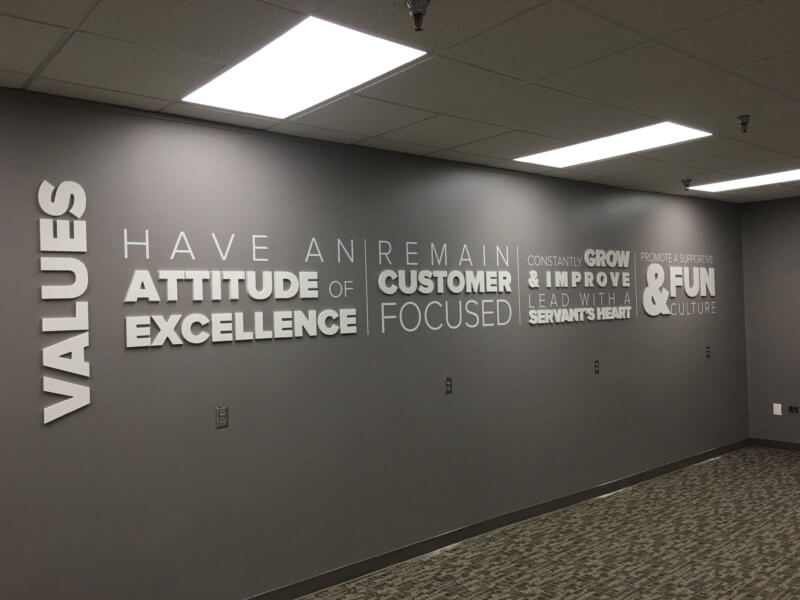 VALUES
HAVE AN
ATTITUDE OF
EXCELLENCE
REMAIN
CUSTOMER
FOCUSED
CONSTANTLY GROW
& IMPROVE
LEAD WITH A
SERVANT'S HEART
PROMOTE A SUPPORTIVE
& FUN
CULTURE